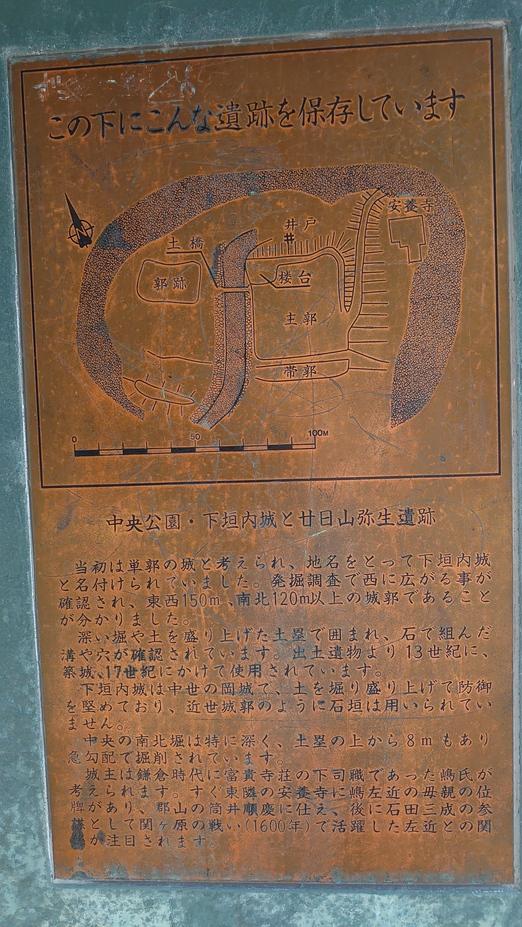 この下にこんな遺跡を保存しています
安養寺
井戸
土橋
郭跡
楼台
主郭
帯郭
0 50 100M
中央公園・下垣内城と廿日山弥生遺跡
当初は単郭の城と考えられ、地名をとって下垣内城
と名付けられていました。発掘調査で西に広がる事が
確認され、東西150m、南北120m以上の城郭であること
が分かりました。
深い堀や土を盛り上げた土塁で囲まれ、石で組んだ
溝や穴が確認されています。出土遺物より13世紀に、
築城、17世紀にかけて使用されています。
下垣内城は中世の岡城で、土を堀り盛り上げて防御
を堅めており、近世城郭のように石垣は用いられてい
ません。
中央の南北堀は特に深く、土塁の上から8mもあり
急勾配で掘削されています。
城主は鎌倉時代に富貴寺荘の下司職であった嶋氏が
考えられます。すぐ東隣の安養寺に嶋左近の母親の位
牌があり、郡山の筒井順慶に仕え、後に石田三成の参
として関ヶ原の戦い(1600年)で活躍した左近との関
が注目されます。